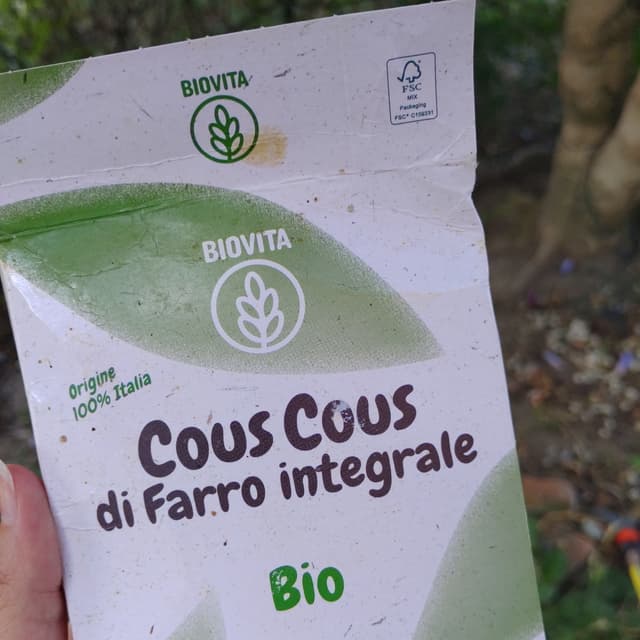 BIOVITA
FSC
MIX
Packaging
BIOVITA
Origine
100% Italia
Cous Cous
di Farro integrale
Bio